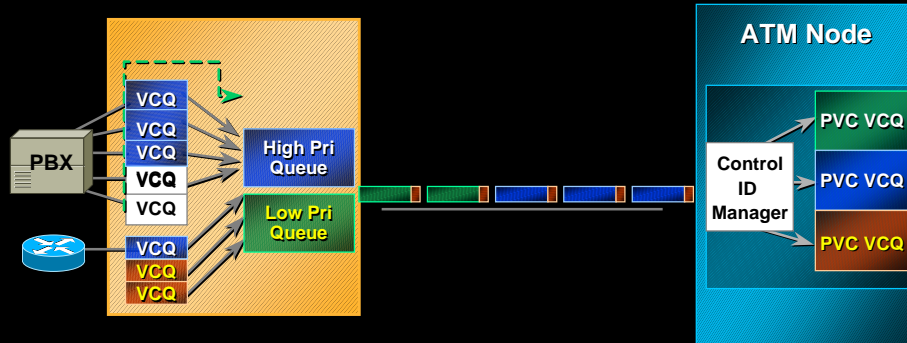 ATM Node
VCQ
VCQ
VCQ
VCQ
VCQ
PBX
High Pri
Queue
Low Pri
Queue
VCQ
VCQ
VCQ
Control
ID
Manager
PVC VCQ
PVC VCQ
PVC VCQ